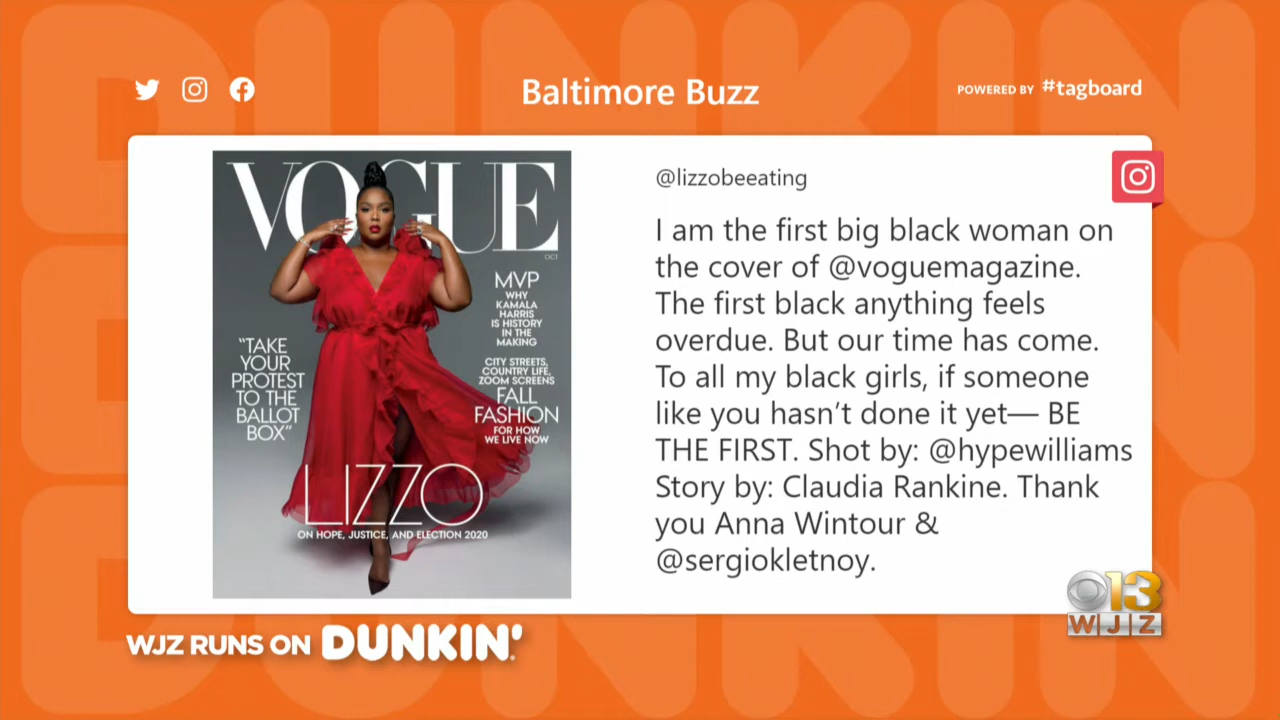 Baltimore Buzz
POWERED BY #tagboard
VOGUE
OCT
MVP
WHY
KAMALA
HARRIS
IS HISTORY
IN THE
MAKING
"TAKE
YOUR
PROTEST
TO THE
BALLOT
BOX"
CITY STREETS,
COUNTRY LIFE,
ZOOM SCREENS
FALL
FASHION
FOR HOW
WE LIVE NOW
LIZZO
ON HOPE, JUSTICE, AND ELECTION 2020
@lizzobeeating
I am the first big black woman on
the cover of @voguemagazine.
The first black anything feels
overdue. But our time has come.
To all my black girls, if someone
like you hasn't done it yet— BE
THE FIRST. Shot by: @hypewilliams
Story by: Claudia Rankine. Thank
you Anna Wintour &
@sergiokletnoy.
13
WJZ
WJZ RUNS ON DUNKIN'
DUNKIN
DUNKIN
DUNKIN